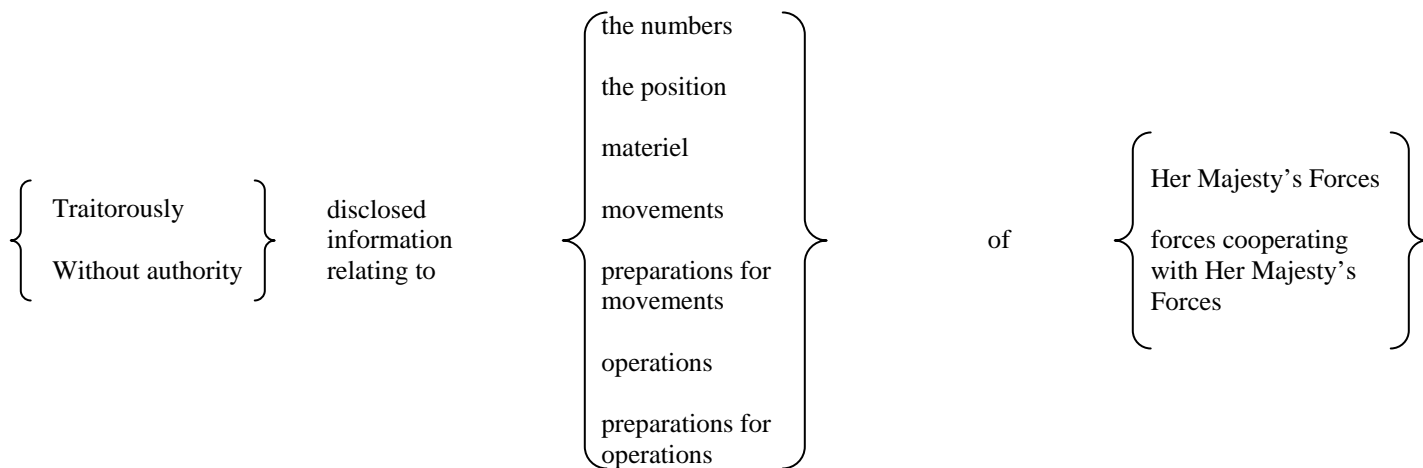 Traitorously
Without authority
disclosed
information
relating to
the numbers
the position
materiel
movements
preparations for
movements
operations
preparations for
operations
of
Her Majesty’s Forces
forces cooperating
with Her Majesty’s
Forces